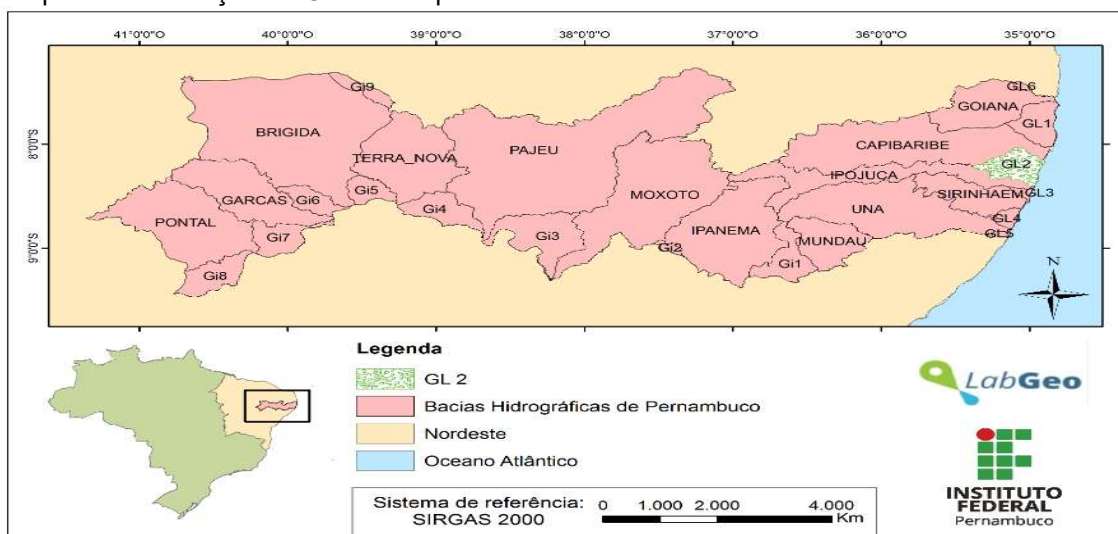 41°0'0"O 40°0'0"O 39°0'0"O 38°0'0"O 37°0'0"O 36°0'0"O 35°0'0"O
Gi9
GL6
GOIANA
GL1
BRIGIDA
8°0'0"S
CAPIBARIBE
TERRA_NOVA
PAJEU
GL2
IPOJUCA
Gi5
MOXOTO
SIRINHAEM
GL3
GARCAS
Gi6
Gi4
UNA
PONTAL
GL4
Gi7
Gi3
IPANEMA
GL5
MUNDAU
9°0'0"S
Gi2
Gi8
Gi1
N
Legenda
GL 2
Bacias Hidrográficas de Pernambuco
Nordeste
Oceano Atlântico
Sistema de referência:
SIRGAS 2000
0 1.000 2.000 4.000
Km
LabGeo
INSTITUTO
FEDERAL
Pernambuco